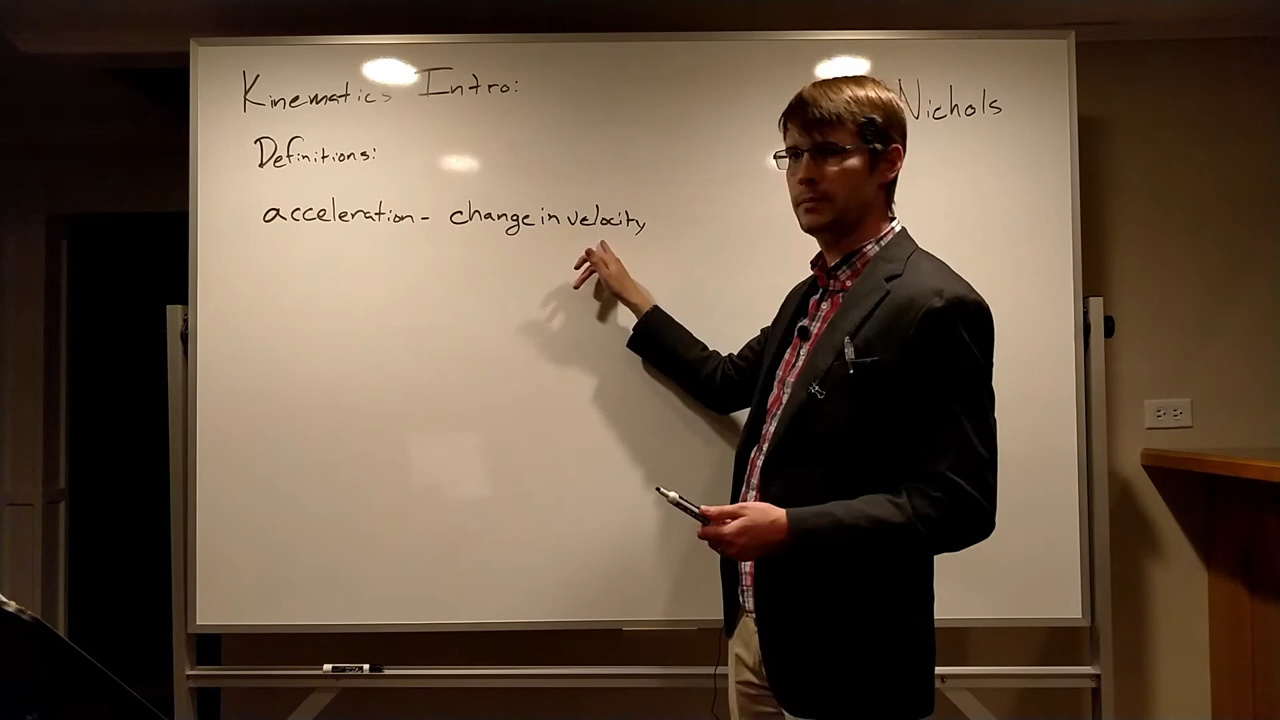 Kinematics Intro:
Nichols
Definitions:
acceleration - change in velocity